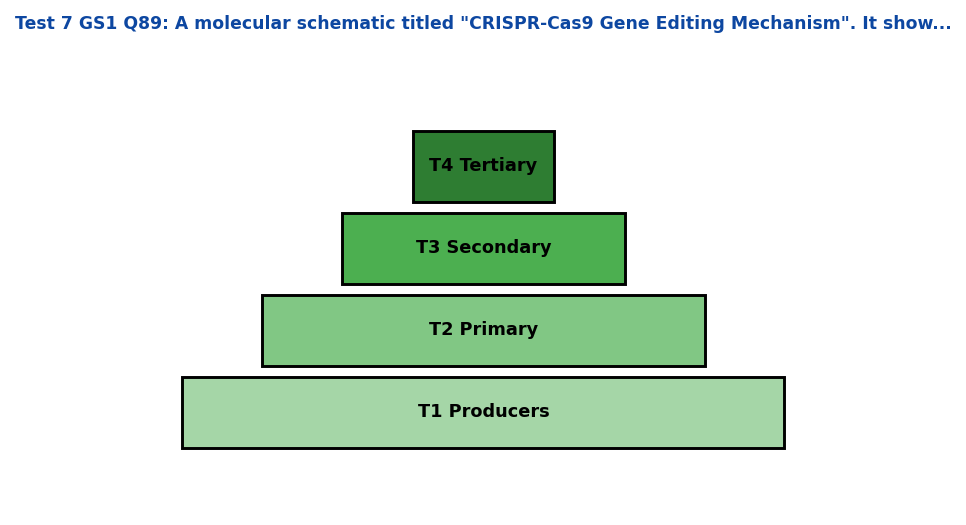 Test 7 GS1 Q89: A molecular schematic titled "CRISPR-Cas9 Gene Editing Mechanism". It show...
T4 Tertiary
T3 Secondary
T2 Primary
T1 Producers